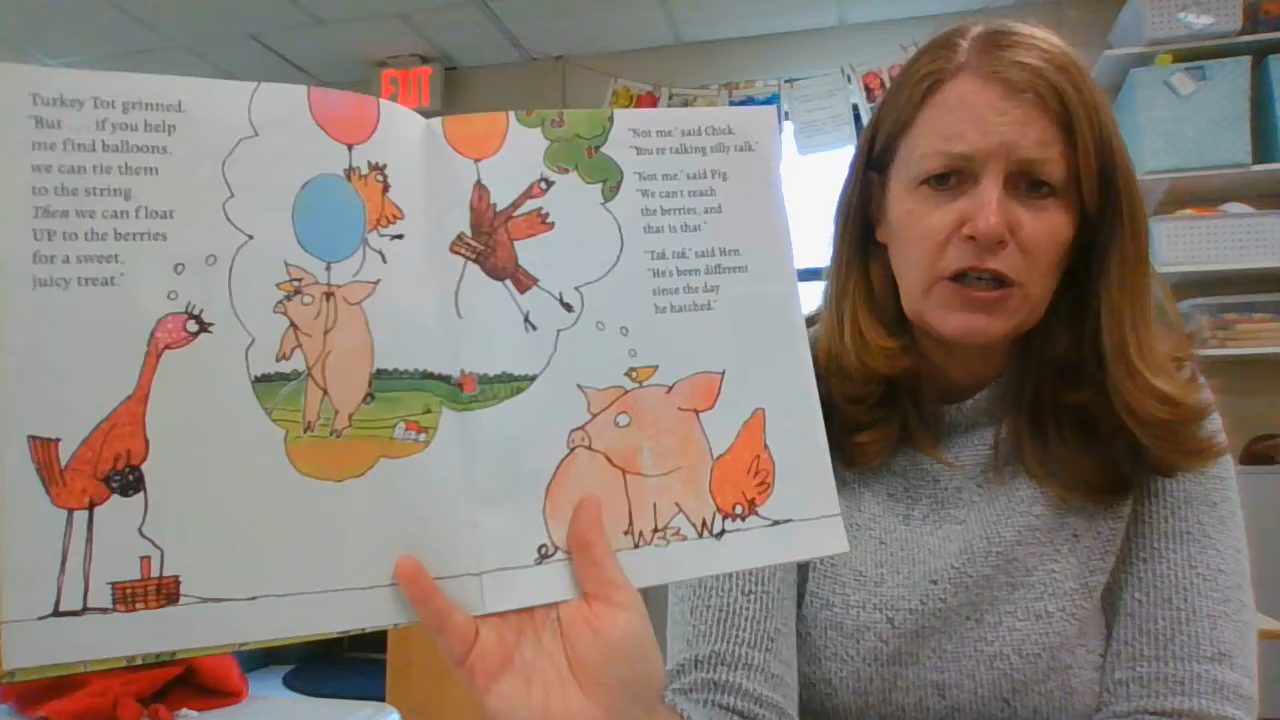 EXIT
Turkey Tot grinned.
"But . . . if you help
me find balloons,
we can tie them
to the string.
Then we can float
UP to the berries
for a sweet,
juicy treat."
"Not me," said Chick.
"You're talking silly talk."
"Not me," said Pig.
"We can't reach
the berries, and
that is that."
"Tsk, tsk," said Hen.
"He's been different
since the day
he hatched."